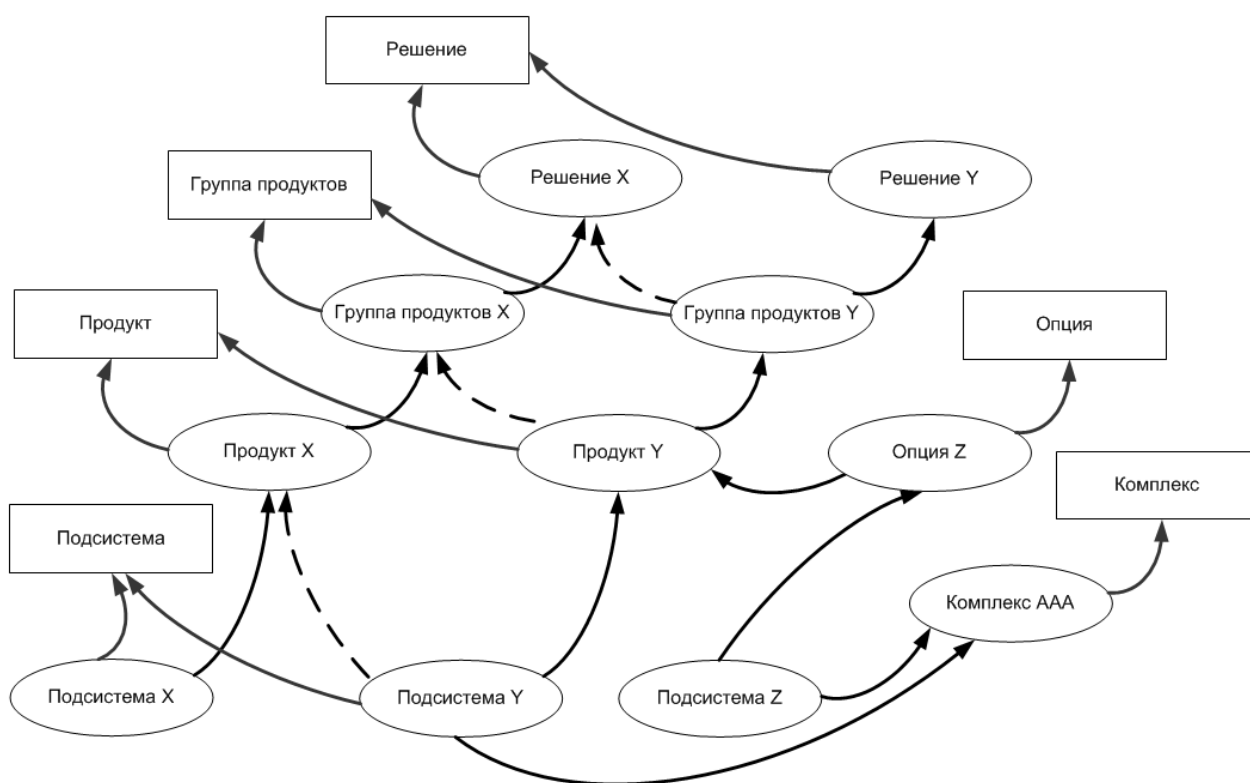 Решение
Группа продуктов
Решение X
Решение Y
Продукт
Группа продуктов X
Группа продуктов Y
Опция
Подсистема
Продукт X
Продукт Y
Опция Z
Комплекс
Комплекс AAA
Подсистема X
Подсистема Y
Подсистема Z